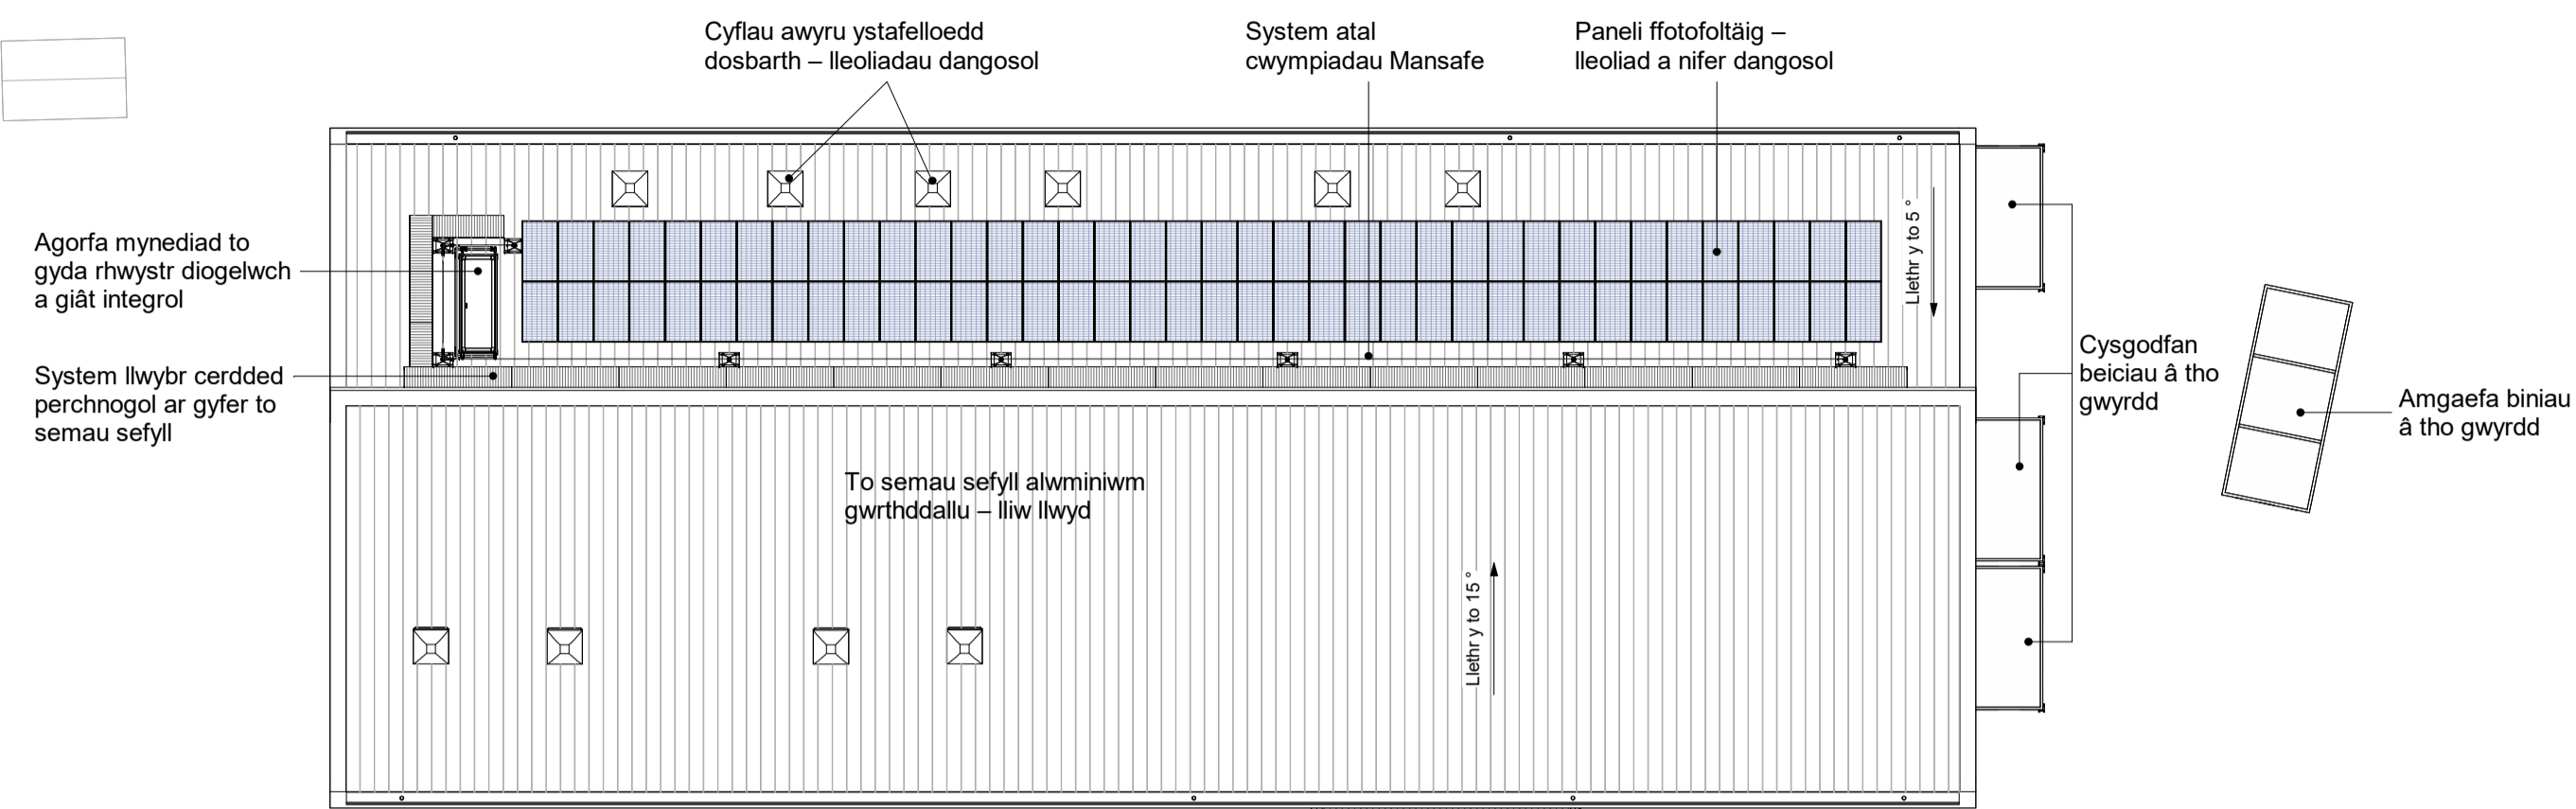 Cyflau awyru ystafelloedd
dosbarth – lleoliadau dangosol
System atal
cwympiadau Mansafe
Paneli ffotofoltäig –
lleoliad a nifer dangosol
Agorfa mynediad to
gyda rhwystr diogelwch
a giât integrol
Llethr y to 5 °
System llwybr cerdded
perchnogol ar gyfer to
semau sefyll
Cysgodfan
beiciau â tho
gwyrdd
Amgaefa biniau
â tho gwyrdd
To semau sefyll alwminiwm
gwrthddallu – lliw llwyd
Llethr y to 15 °